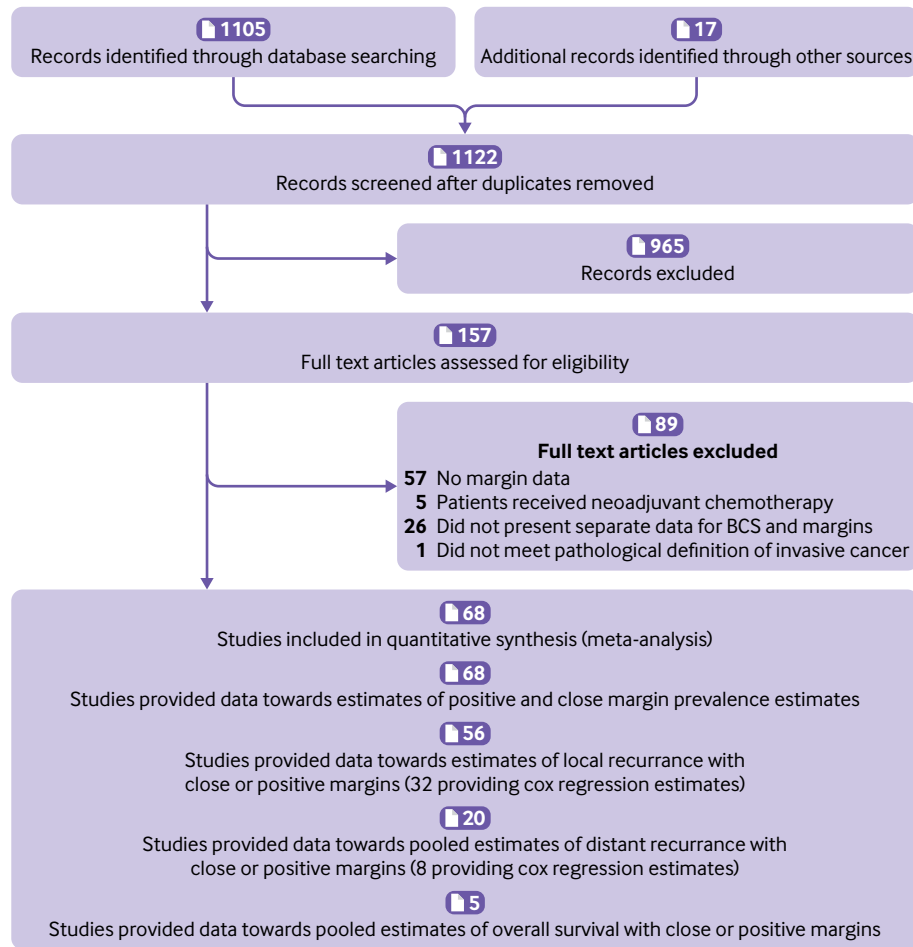 1105
Records identified through database searching
17
Additional records identified through other sources
1122
Records screened after duplicates removed
965
Records excluded
157
Full text articles assessed for eligibility
89
Full text articles excluded
57 No margin data
5 Patients received neoadjuvant chemotherapy
26 Did not present separate data for BCS and margins
1 Did not meet pathological definition of invasive cancer
68
Studies included in quantitative synthesis (meta-analysis)
68
Studies provided data towards estimates of positive and close margin prevalence estimates
56
Studies provided data towards estimates of local recurrance with
close or positive margins (32 providing cox regression estimates)
20
Studies provided data towards pooled estimates of distant recurrance with
close or positive margins (8 providing cox regression estimates)
5
Studies provided data towards pooled estimates of overall survival with close or positive margins